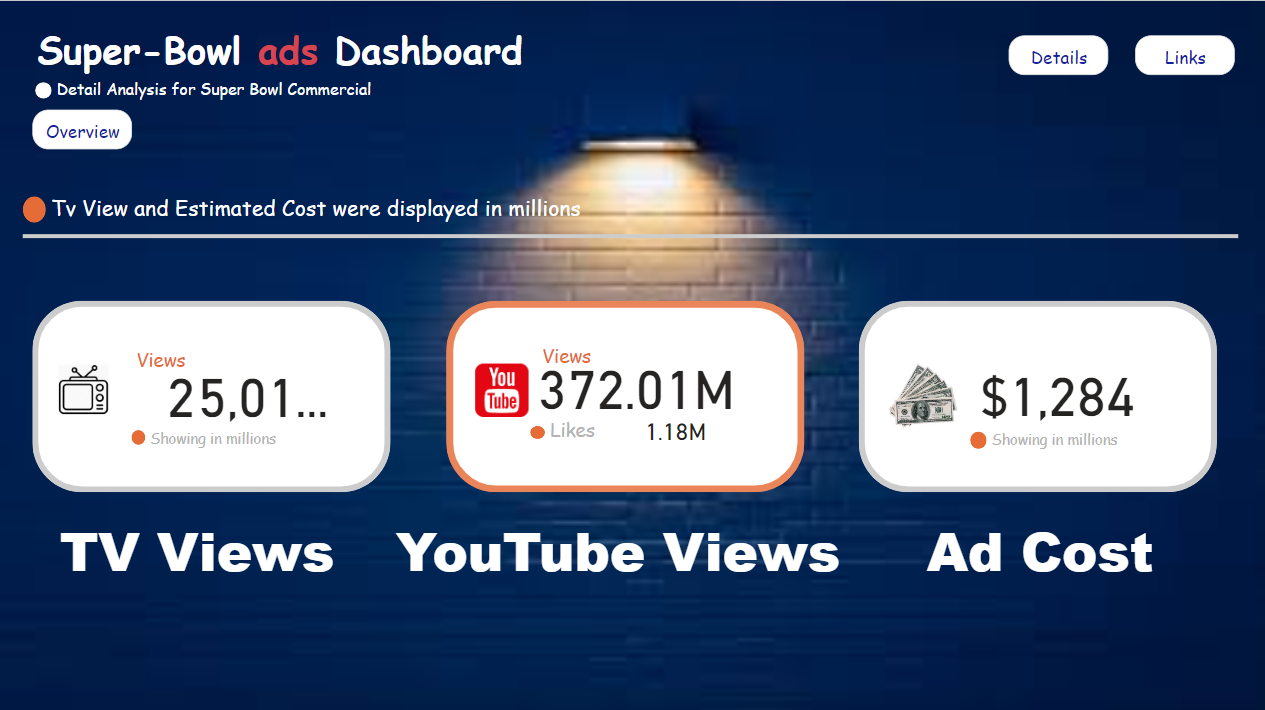 Super-Bowl ads Dashboard
Detail Analysis for Super Bowl Commercial
Details
Links
Overview
Tv View and Estimated Cost were displayed in millions
Views
25,01...
Showing in millions
You
Tube
Views
372.01M
Likes 1.18M
$1,284
Showing in millions
TV Views
YouTube Views
Ad Cost